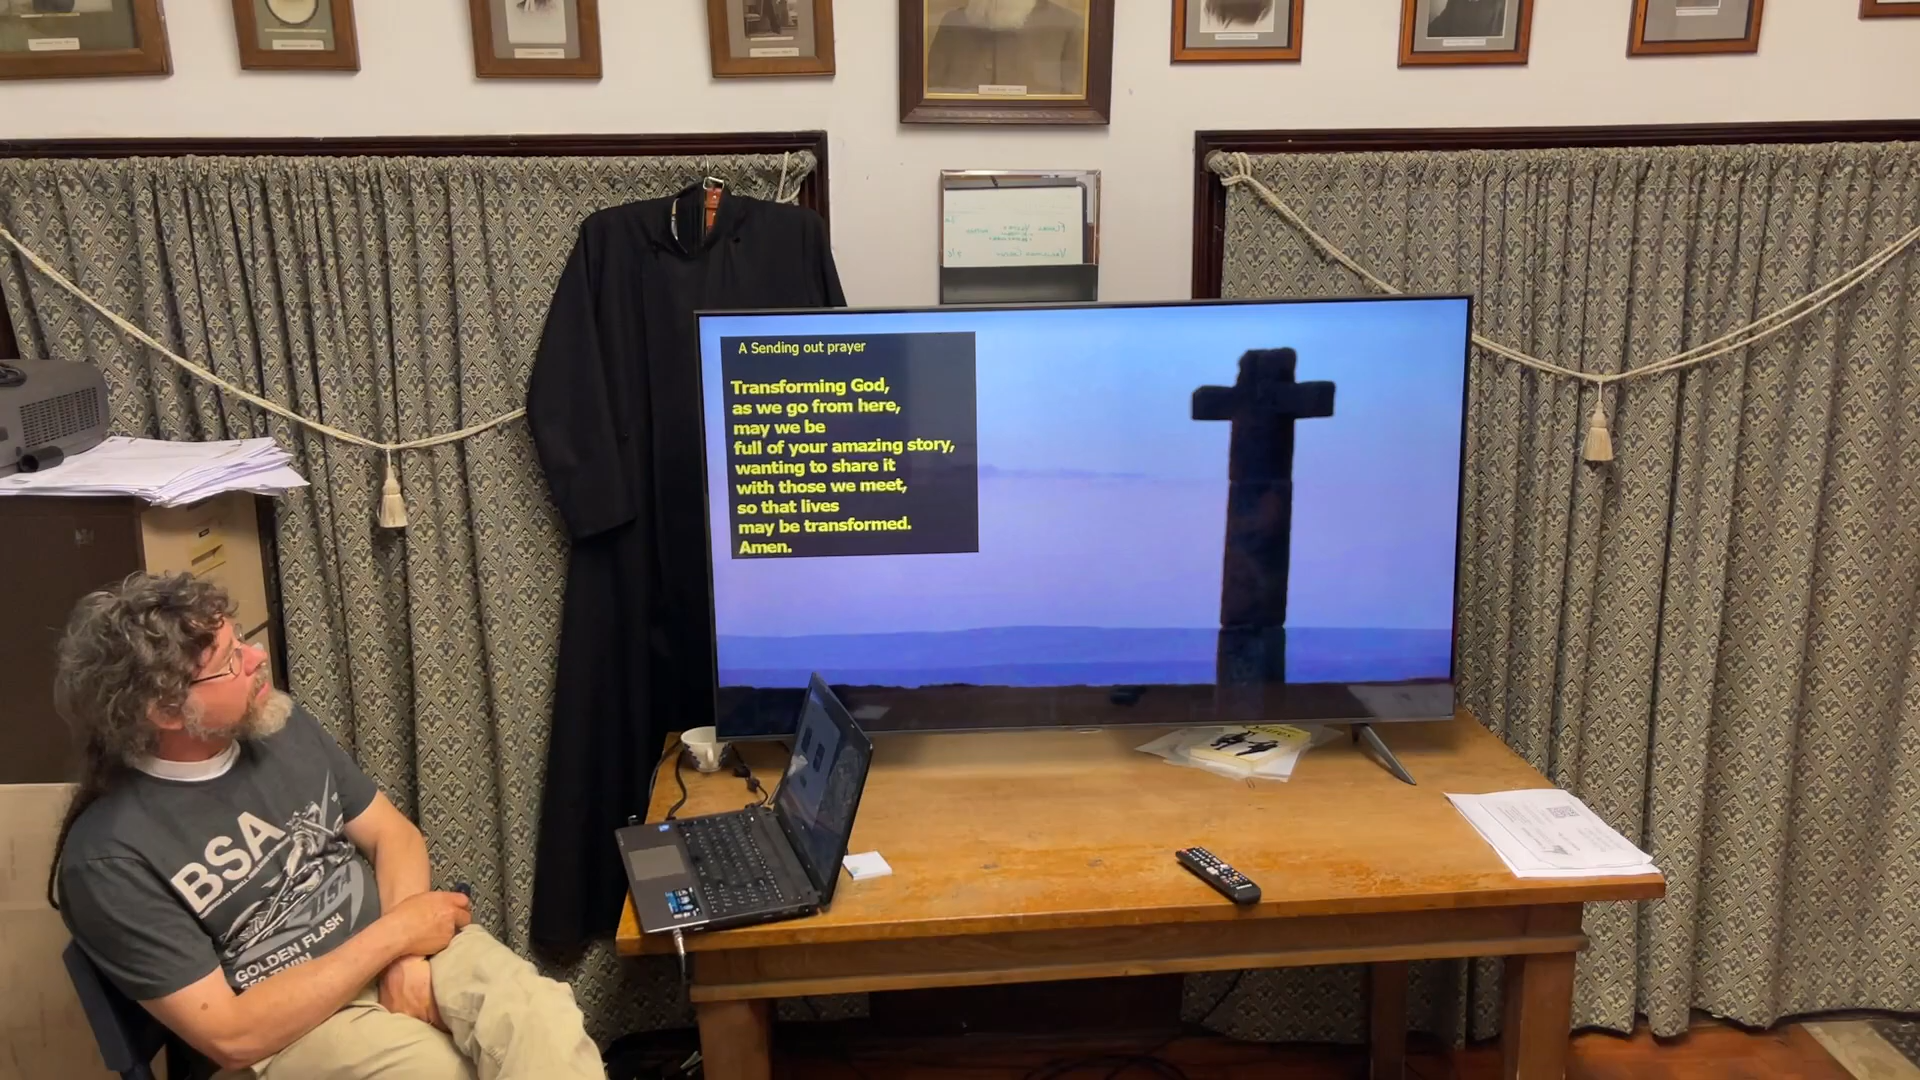 A Sending out prayer
Transforming God,
as we go from here,
may we be
full of your amazing story,
wanting to share it
with those we meet,
so that lives
may be transformed.
Amen.
BSA
GOLDEN FLASH